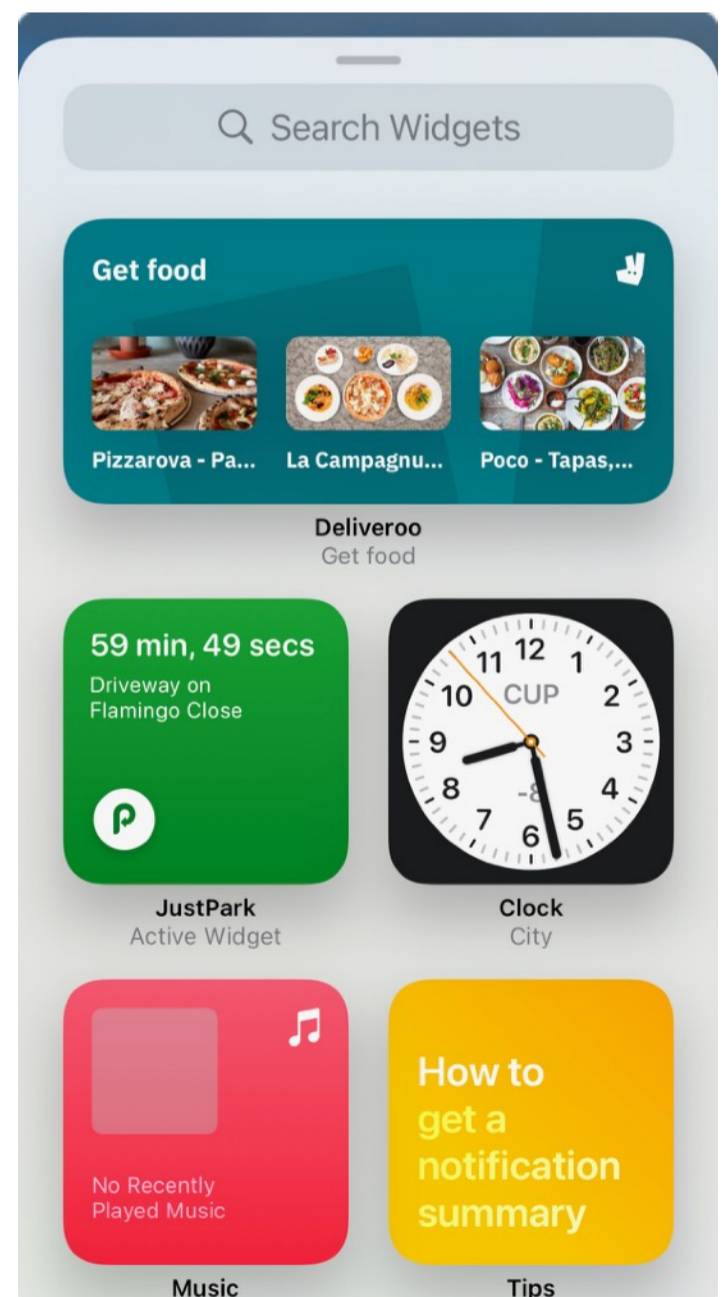 Search Widgets
Get food
Pizzarova - Pa...
La Campagnu...
Poco - Tapas,...
Deliveroo
Get food
59 min, 49 secs
Driveway on
Flamingo Close
JustPark
Active Widget
12
1
2
3
4
5
6
7
8
9
10
11
CUP
Clock
City
No Recently
Played Music
Music
How to
get a
notification
summary
Tips